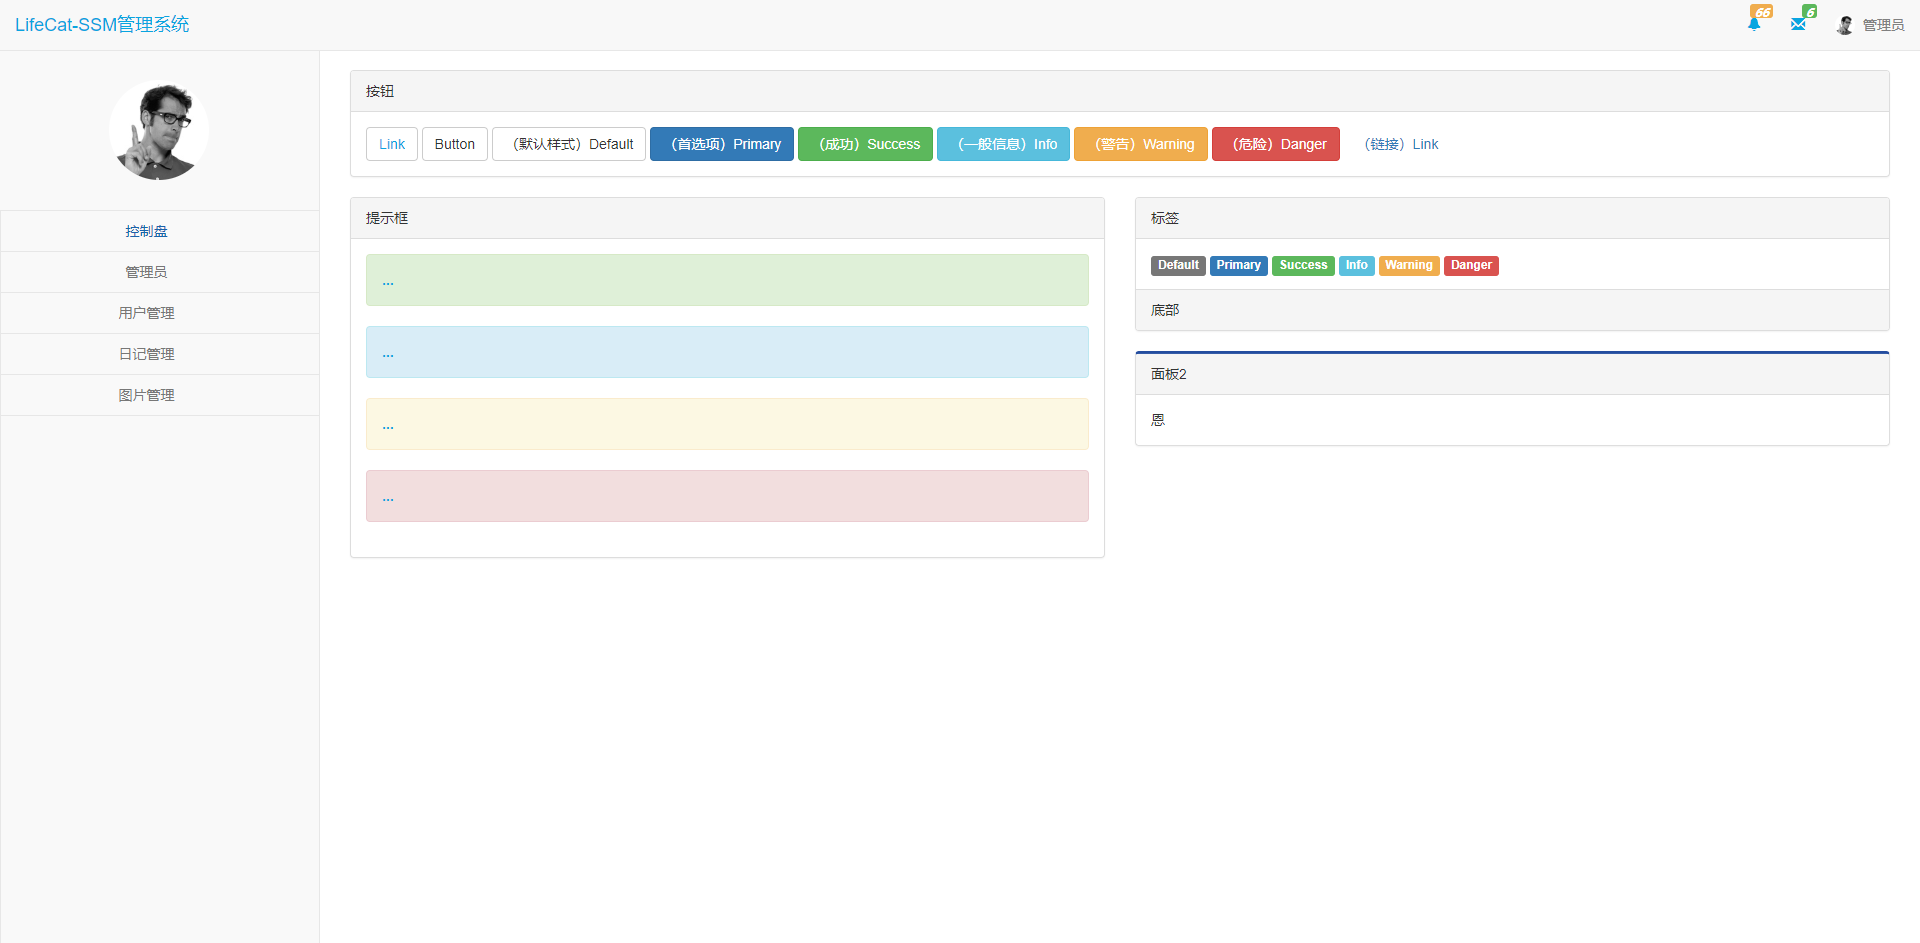 LifeCat-SSM管理系统
66
6
管理员
控制盘
管理员
用户管理
日记管理
图片管理
按钮
Link Button （默认样式）Default （首选项）Primary （成功）Success （一般信息）Info （警告）Warning （危险）Danger （链接）Link
提示框
...
...
...
...
标签
Default Primary Success Info Warning Danger
底部
面板2
恩